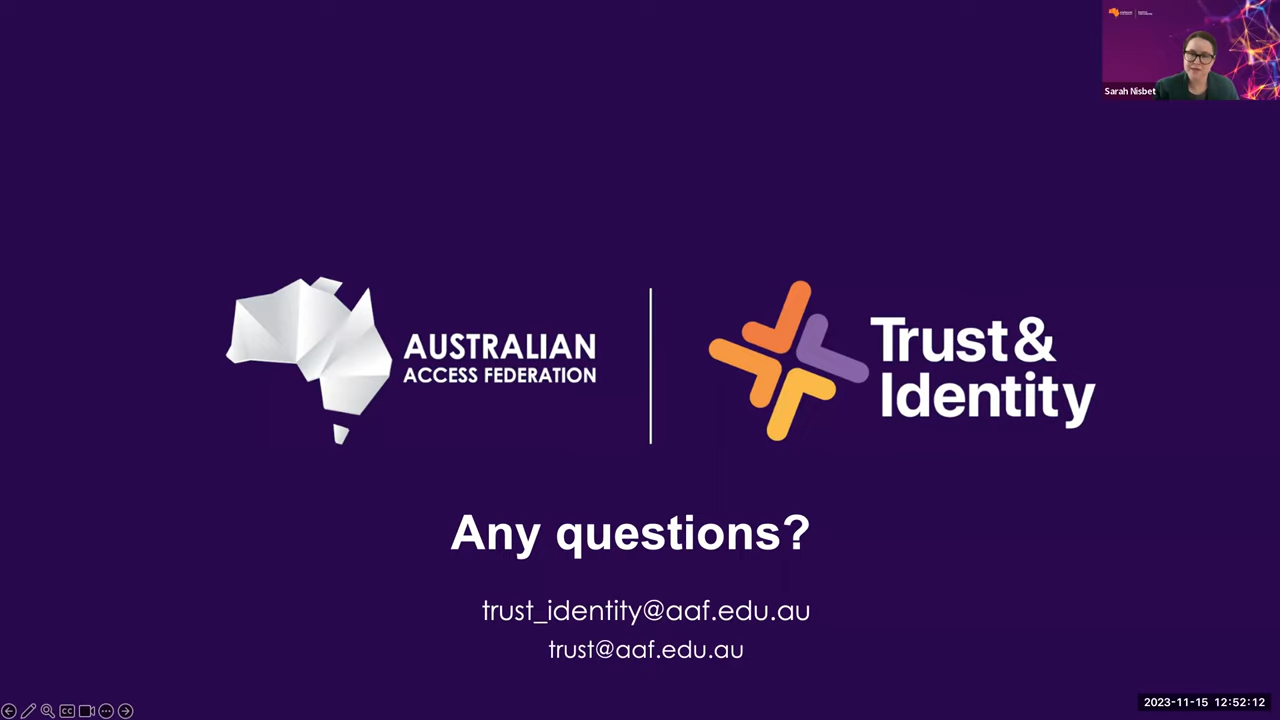 Sarah Nisbet
AUSTRALIAN
ACCESS FEDERATION
Trust&
Identity
Any questions?
trust_identity@aaf.edu.au
trust@aaf.edu.au
CC
2023-11-15 12:52:12